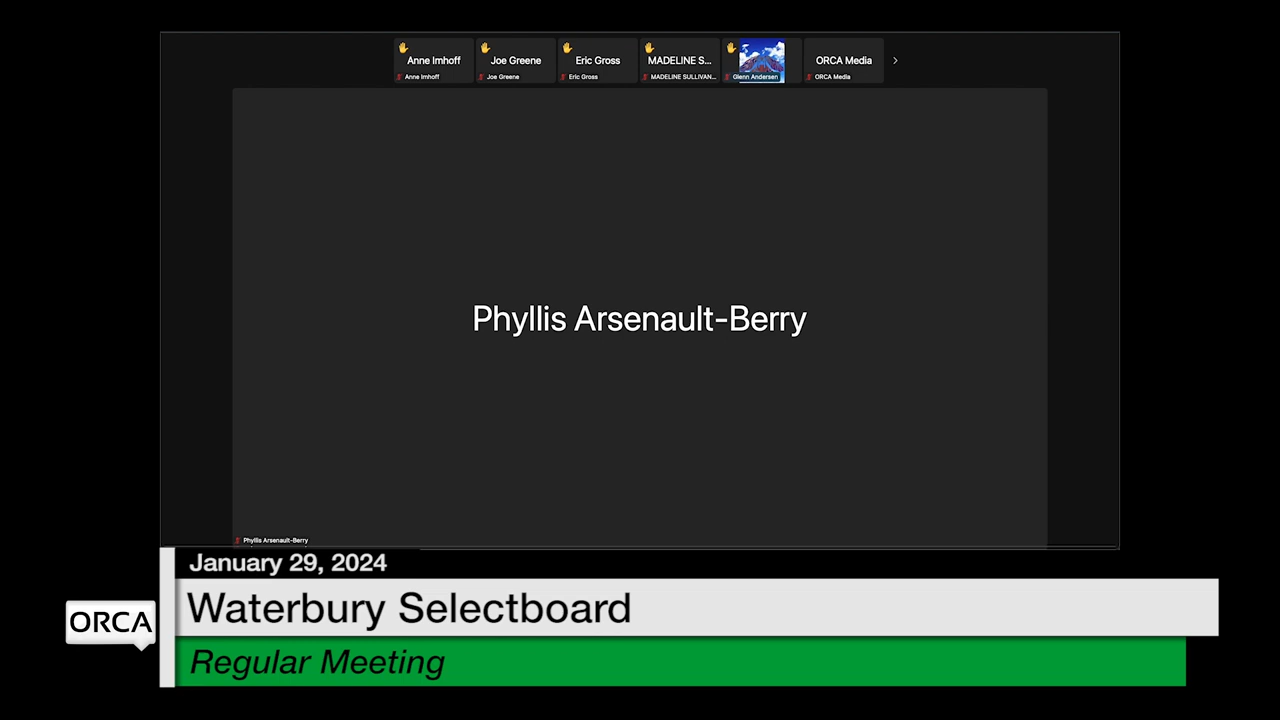 Anne Imhoff Joe Greene Eric Gross MADELINE S... ORCA Media
Anne Imhoff Joe Greene Eric Gross MADELINE SULLIVAN... Glenn Andersen ORCA Media
Phyllis Arsenault-Berry
Phyllis Arsenault-Berry
January 29, 2024
Waterbury Selectboard
ORCA
Regular Meeting